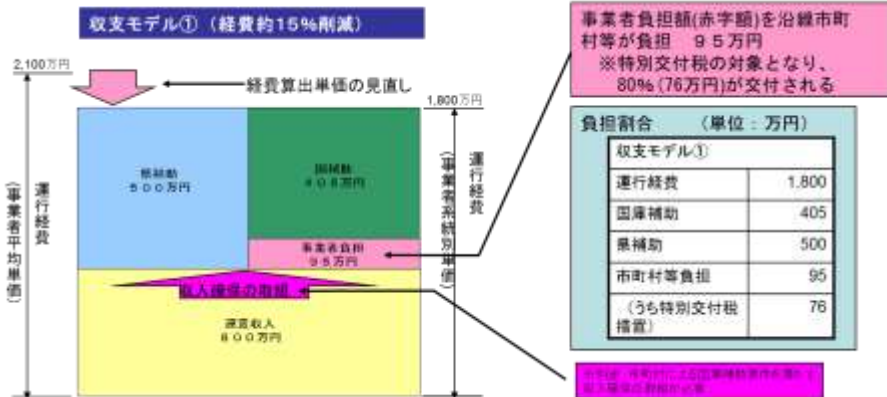 収支モデル①（経費約15%削減）
2,100万円
経費算出単価の見直し
1,800万円
運行経費
（事業者平均単価）
県補助
500万円
国補助
405万円
事業者負担
95万円
運行経費
（事業者系統別単価）
収入確保の取組
運賃収入
800万円
事業者負担額(赤字額)を沿線市町
村等が負担　９５万円
※特別交付税の対象となり、
80%(76万円)が交付される
負担割合　（単位：万円）
収支モデル①
運行経費 1,800
国庫補助 405
県補助 500
市町村等負担 95
（うち特別交付税
措置） 76